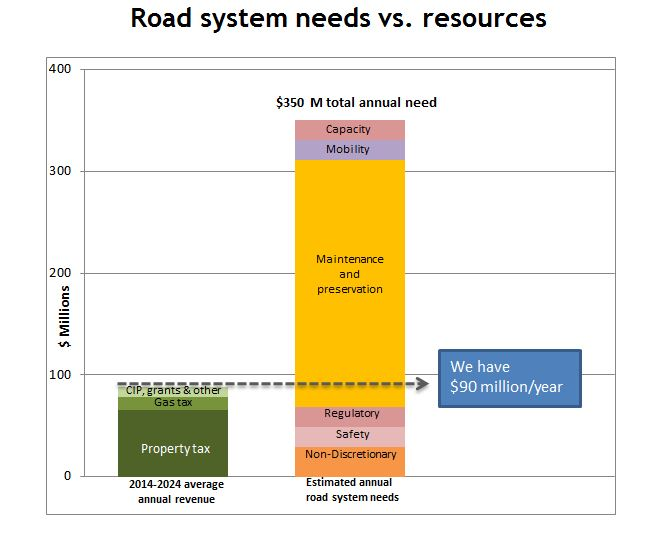 Road system needs vs. resources
400
300
200
100
0
$ Millions
$350 M total annual need
Capacity
Mobility
Maintenance
and
preservation
Regulatory
Safety
Non-Discretionary
CIP, grants & other
Gas tax
Property tax
We have
$90 million/year
2014-2024 average
annual revenue
Estimated annual
road system needs